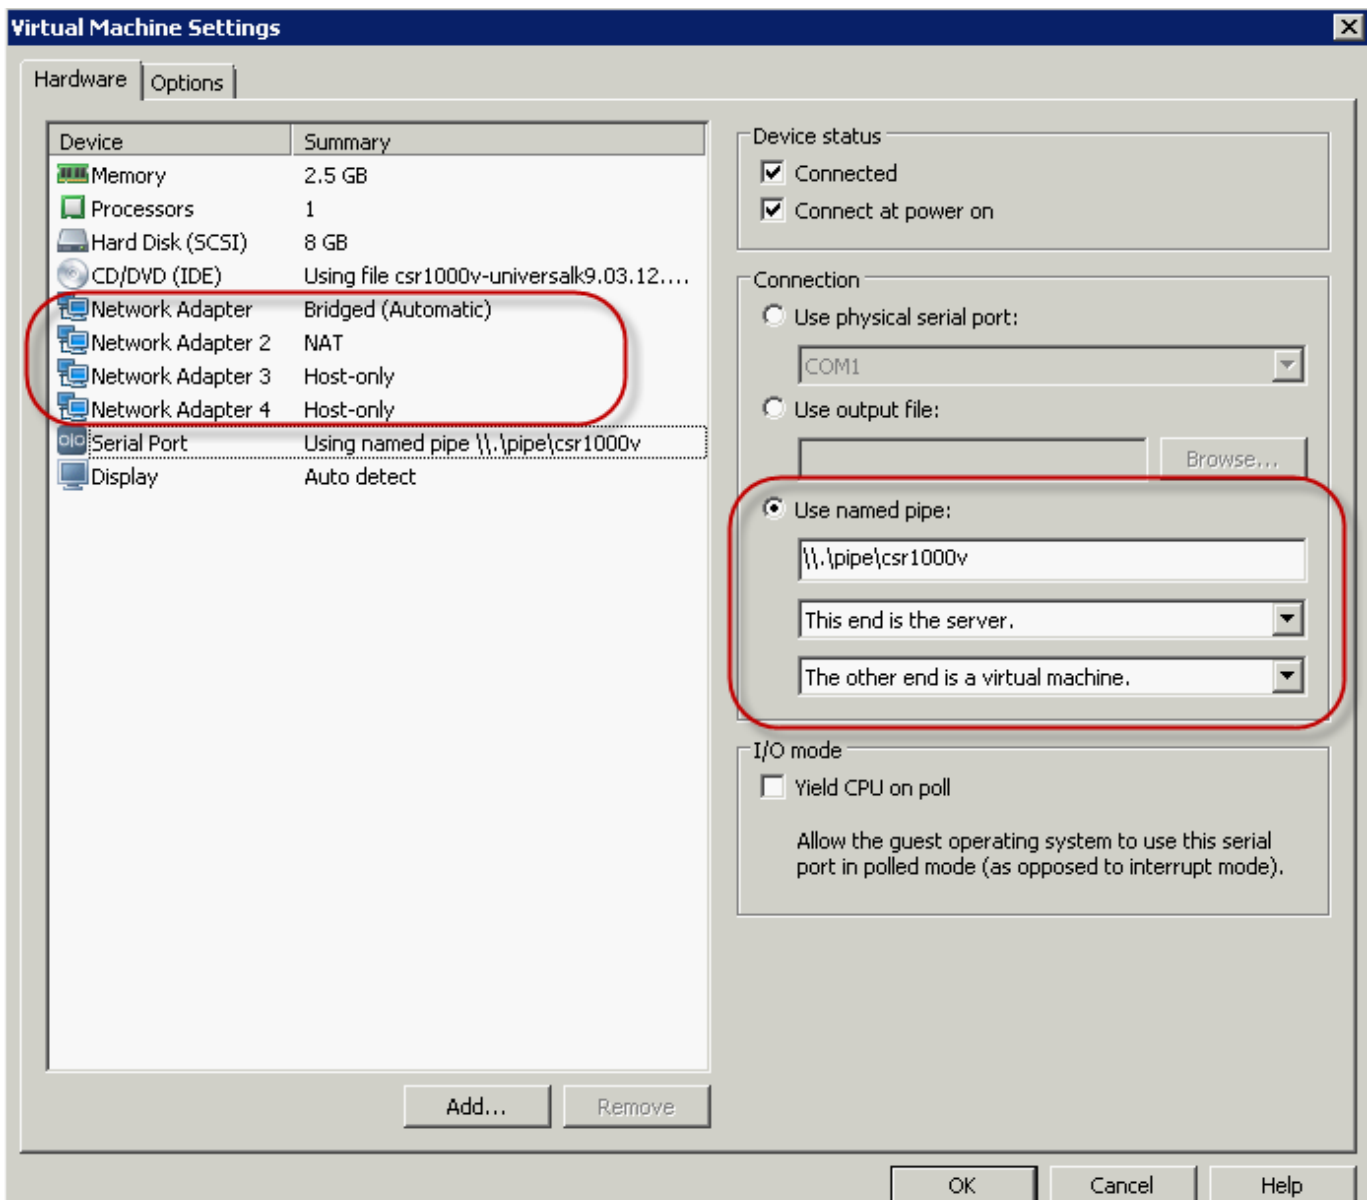 Virtual Machine Settings
Hardware
Options
Device Summary
Memory 2.5 GB
Processors 1
Hard Disk (SCSI) 8 GB
CD/DVD (IDE) Using file csr1000v-universalk9.03.12....
Network Adapter Bridged (Automatic)
Network Adapter 2 NAT
Network Adapter 3 Host-only
Network Adapter 4 Host-only
Serial Port Using named pipe \\.\pipe\csr1000v
Display Auto detect
Add...
Remove
Device status
Connected
Connect at power on
Connection
Use physical serial port:
COM1
Use output file:
Browse...
Use named pipe:
\\.\pipe\csr1000v
This end is the server.
The other end is a virtual machine.
I/O mode
Yield CPU on poll
Allow the guest operating system to use this serial
port in polled mode (as opposed to interrupt mode).
OK
Cancel
Help